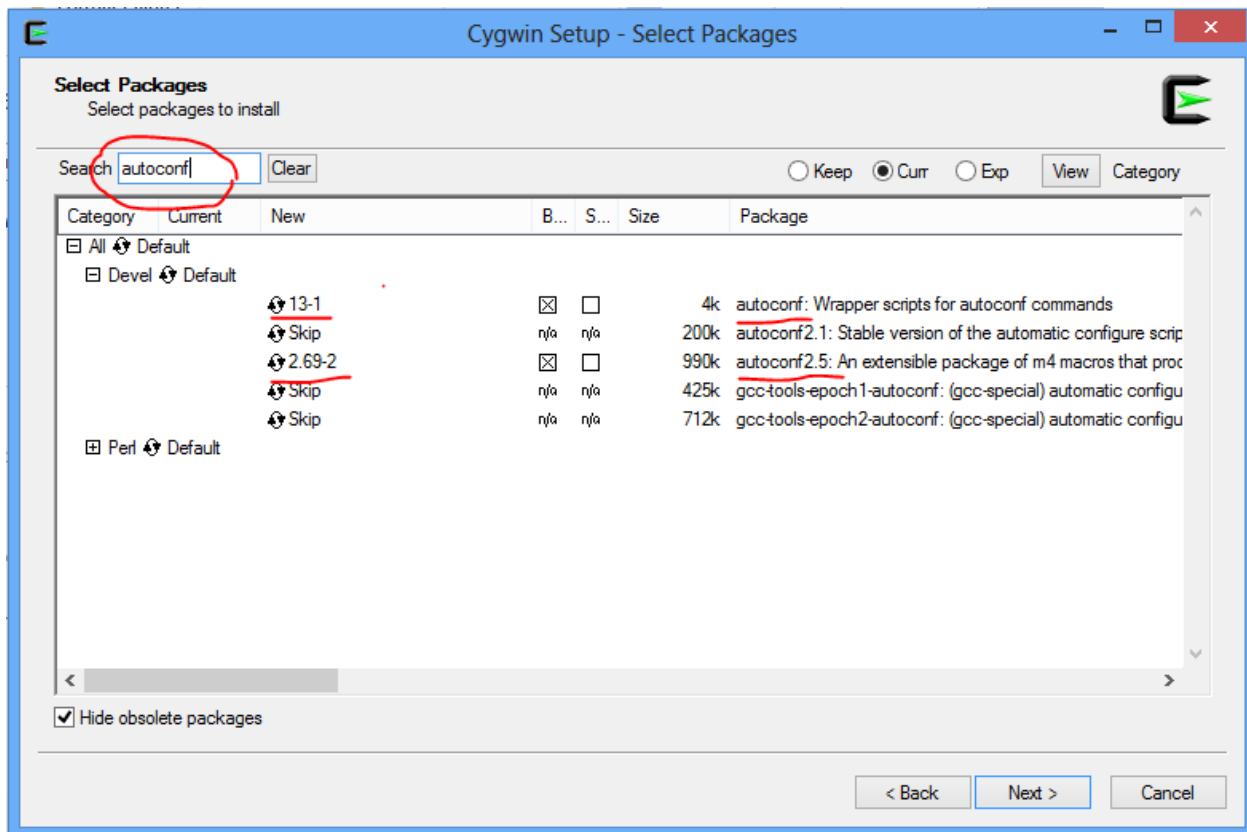 Cygwin Setup - Select Packages
Select Packages
Select packages to install
Search autoconf Clear Keep Curr Exp View Category
Category Current New B... S... Size Package
All Default
Devel Default
13-1 4k autoconf: Wrapper scripts for autoconf commands
Skip n/a n/a 200k autoconf2.1: Stable version of the automatic configure scrip
2.69-2 990k autoconf2.5: An extensible package of m4 macros that proc
Skip n/a n/a 425k gcc-tools-epoch1-autoconf: (gcc-special) automatic configu
Skip n/a n/a 712k gcc-tools-epoch2-autoconf: (gcc-special) automatic configu
Perl Default
Hide obsolete packages
< Back Next > Cancel